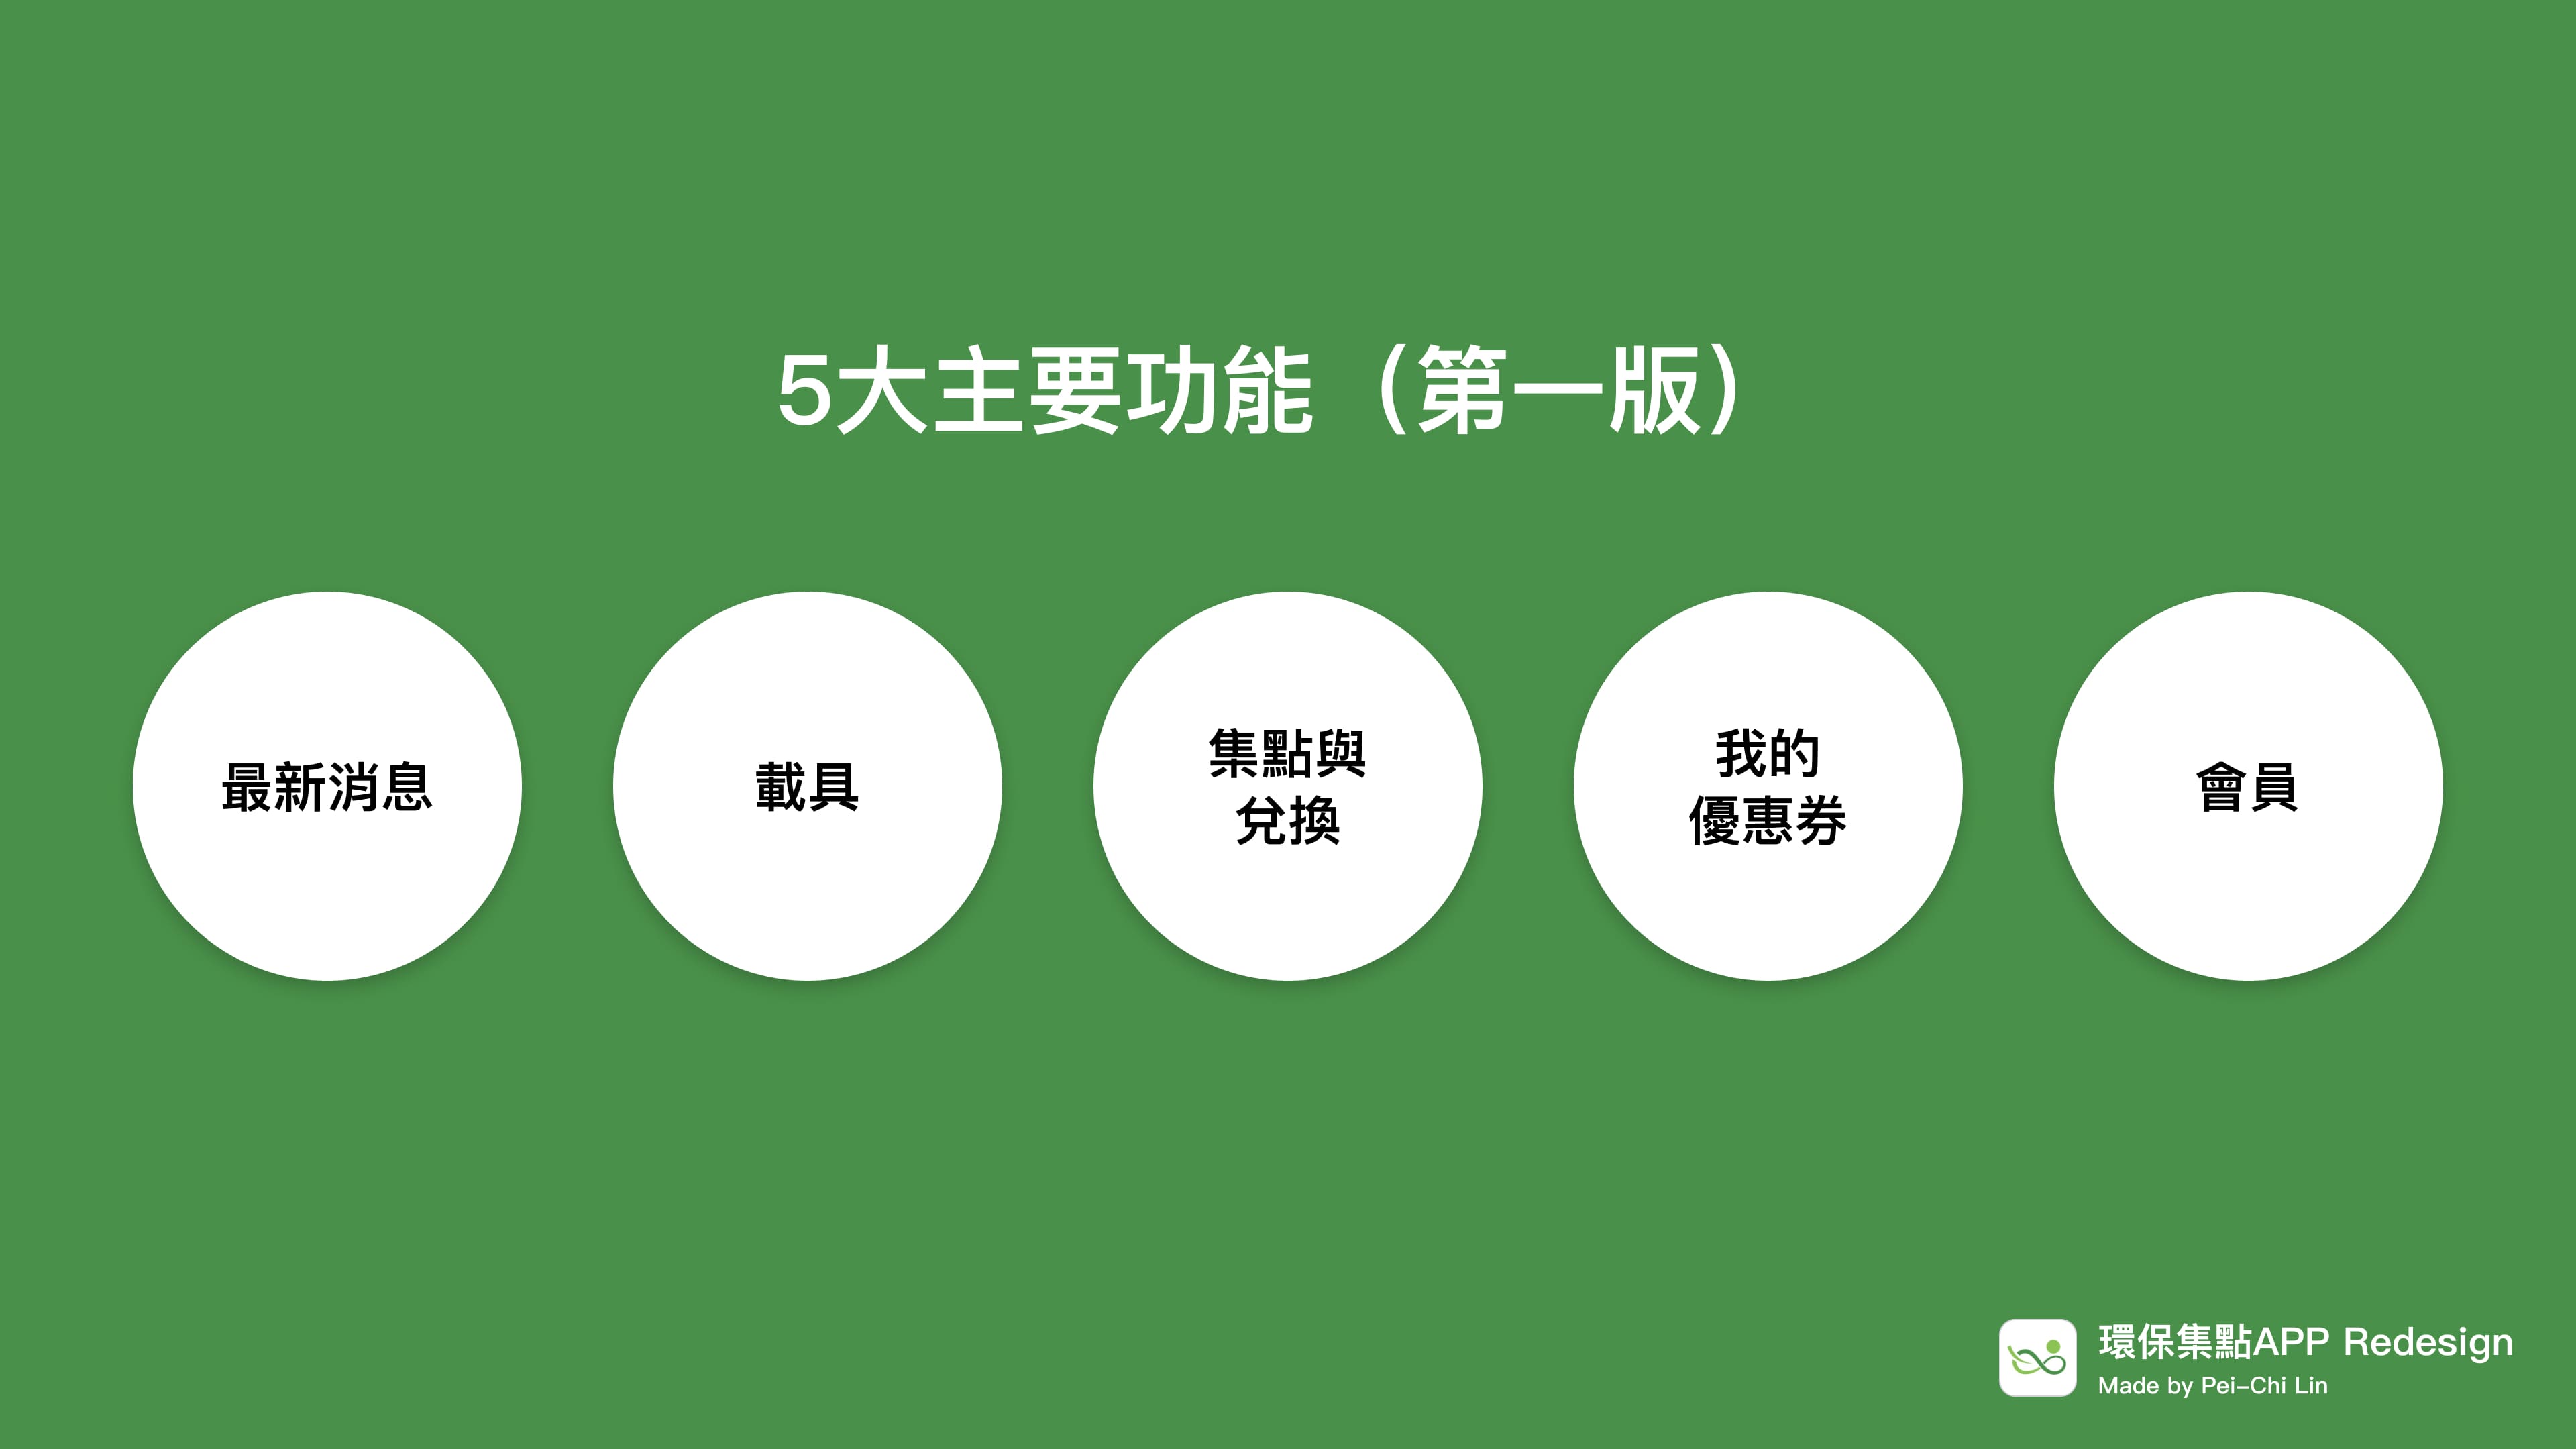 5大主要功能（第一版）
最新消息
載具
集點與
兌換
我的
優惠券
會員
環保集點APP Redesign
Made by Pei-Chi Lin